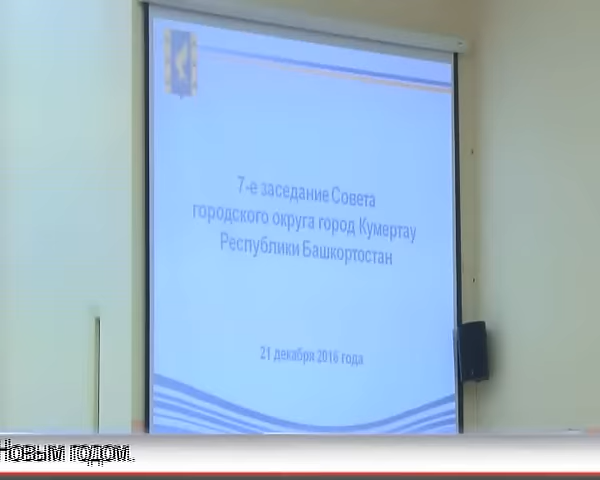 7-е заседание Совета
городского округа город Кумертау
Республики Башкортостан
21 декабря 2016 года
Новым годом.